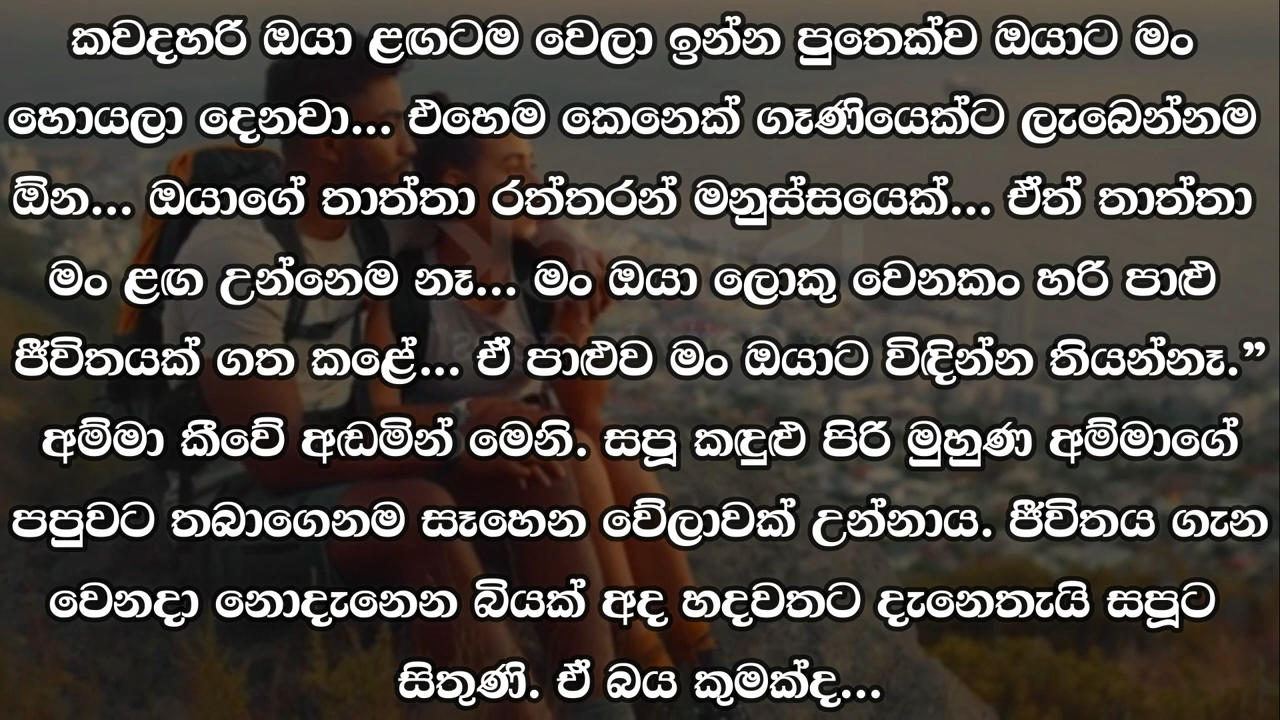 කවදහරි ඔයා ළඟටම වෙලා ඉන්න පුතෙක්ව ඔයාට මං
හොයලා දෙනවා... එහෙම කෙනෙක් ගෑණියෙක්ට ලැබෙන්නම
ඕන... ඔයාගේ තාත්තා රත්තරන් මනුස්සයෙක්... ඒත් තාත්තා
මං ළඟ උන්නෙම නෑ... මං ඔයා ලොකු වෙනකං හරි පාළු
ජීවිතයක් ගත කළේ... ඒ පාළුව මං ඔයාට විඳින්න තියන්නෑ.”
අම්මා කීවේ අඬමින් මෙනි. සපූ කඳුළු පිරි මුහුණ අම්මාගේ
පපුවට තබාගෙනම සෑහෙන වේලාවක් උන්නාය. ජීවිතය ගැන
වෙනදා නොදැනෙන බියක් අද හදවතට දැනෙතැයි සපූට
සිතුණි. ඒ බය කුමක්ද...